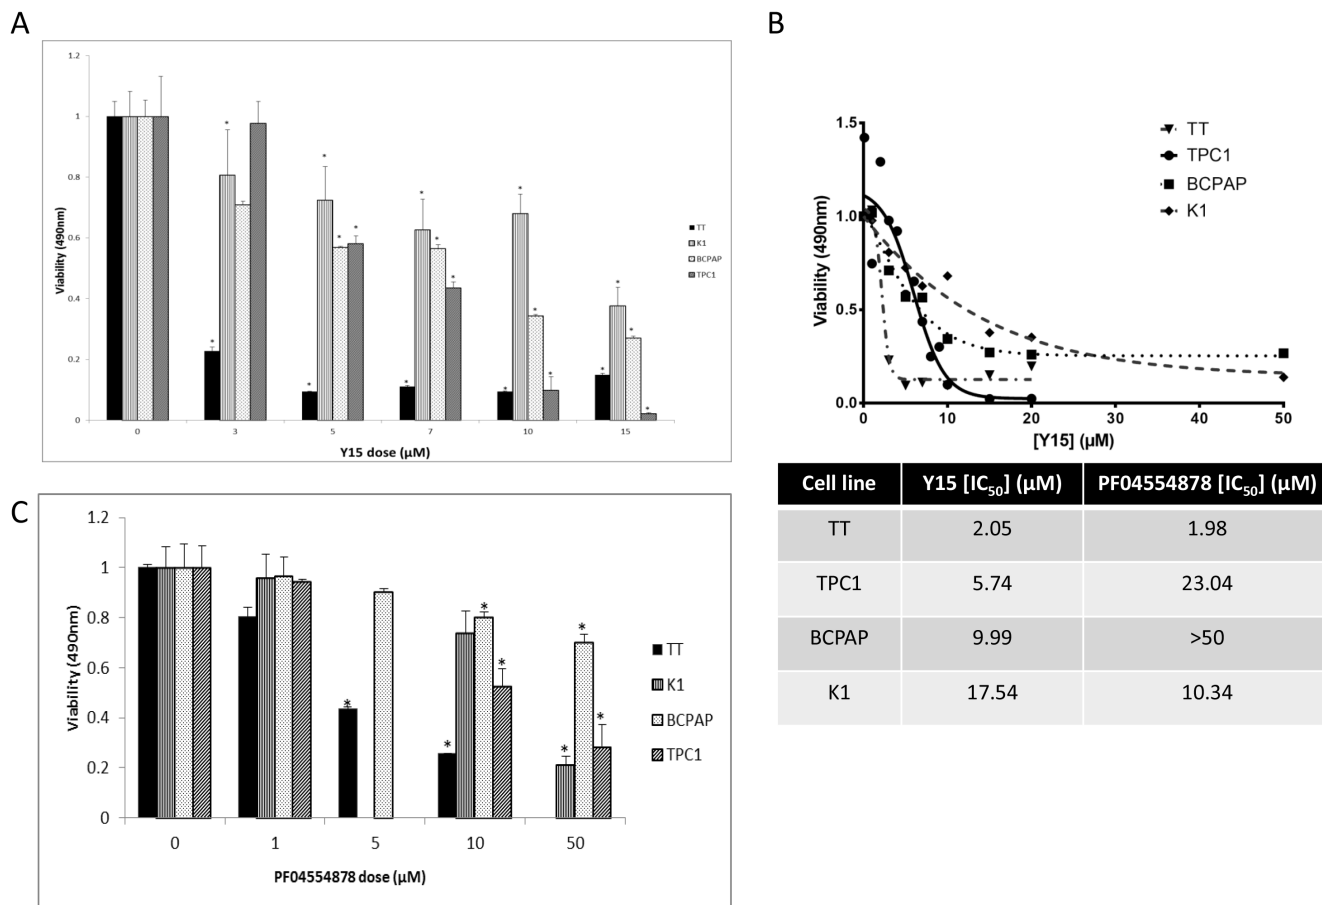 A
1.2
1
0.8
0.6
0.4
0.2
0
Viability (490nm)
* * * * * * * * * * * * * * * * * *
0 3 5 7 10 15
Y15 dose (µM)
TT
K1
BCPAP
TPC1
B
1.5
1.0
0.5
0.0
Viability (490nm)
0 10 20 30 40 50
[Y15] (µM)
TT
TPC1
BCPAP
K1
Cell line Y15 [IC50] (µM) PF04554878 [IC50] (µM)
TT 2.05 1.98
TPC1 5.74 23.04
BCPAP 9.99 >50
K1 17.54 10.34
C
1.2
1
0.8
0.6
0.4
0.2
0
Viability (490nm)
* * * * * * *
0 1 5 10 50
PF04554878 dose (µM)
TT
K1
BCPAP
TPC1